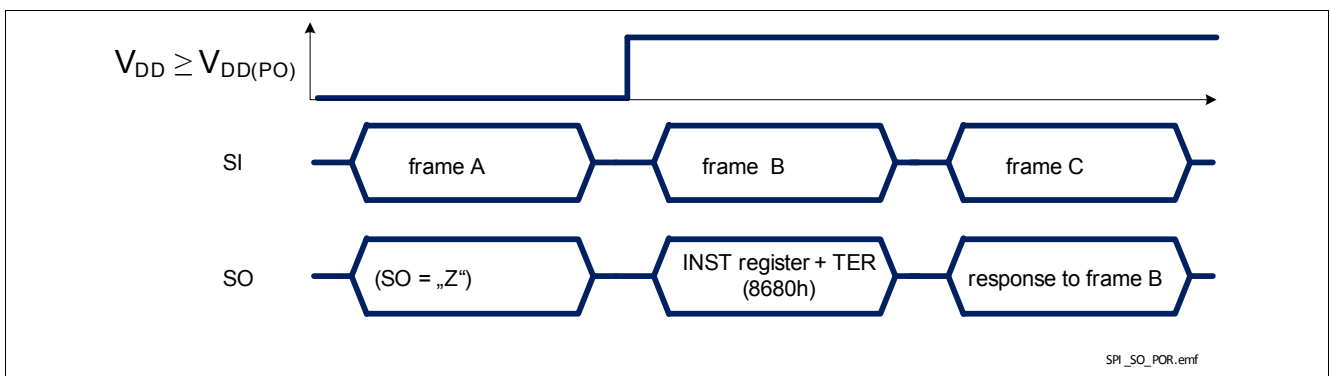 VDD ≥ VDD(PO)
SI
frame A
frame B
frame C
SO
(SO = „Z“)
INST register + TER
(8680h)
response to frame B
SPI_SO_POR.emf